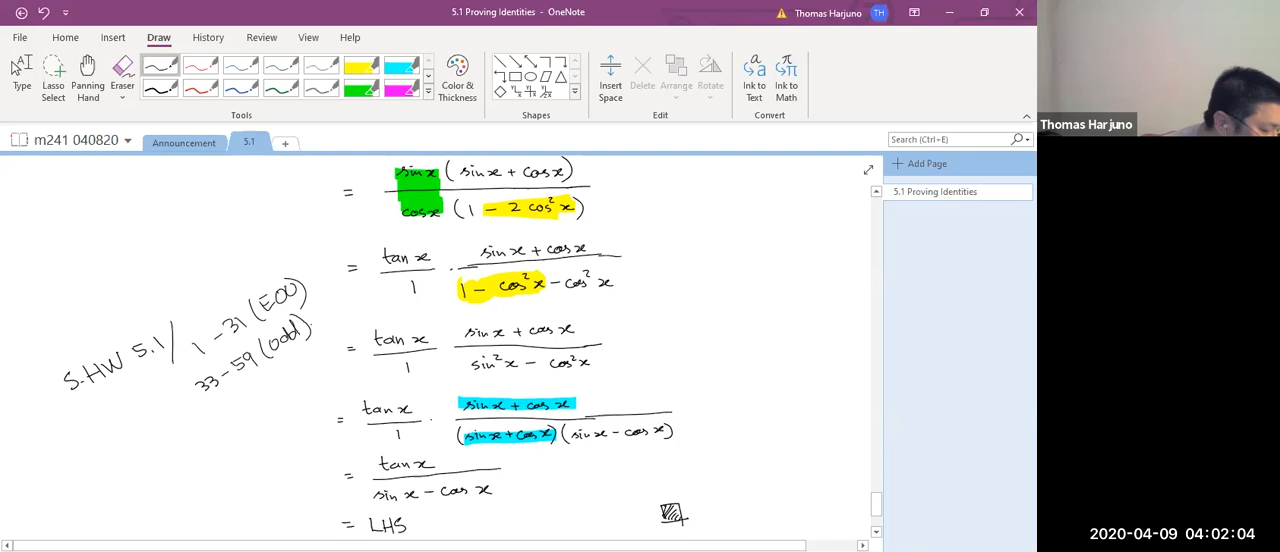 5.1 Proving Identities - OneNote
Thomas Harjuno
TH
File Home Insert Draw History Review View Help
Type
Lasso Select
Panning Hand
Eraser
Color & Thickness
Insert Space
Delete
Arrange
Rotate
Ink to Text
Ink to Math
Tools
Shapes
Edit
Convert
m241 040820
Announcement
5.1
Search (Ctrl+E)
Add Page
5.1 Proving Identities
Thomas Harjuno
= sin x (sin x + cos x) / cos x (1 - 2 cos² x)
= tan x / 1 · sin x + cos x / 1 - cos² x - cos² x
= tan x / 1 sin x + cos x / sin² x - cos² x
= tan x / 1 · sin x + cos x / (sin x + cos x)(sin x - cos x)
= tan x / sin x - cos x
= LHS
S.HW 5.1 / 1 - 31 (EOO)
33 - 59 (odd)
2020-04-09 04:02:04